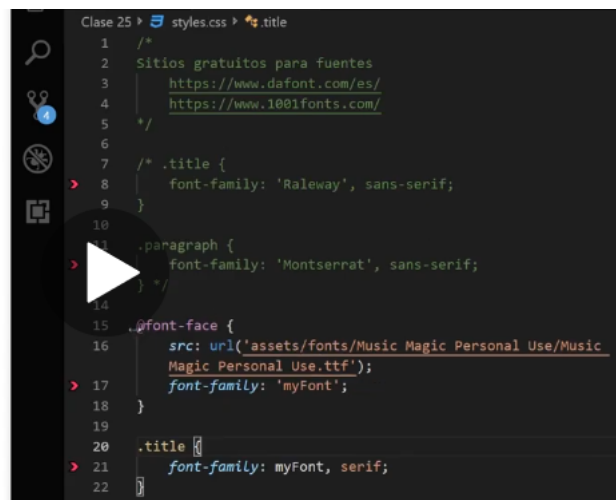 Clase 25 styles.css .title
1 /*
2 Sitios gratuitos para fuentes
3 https://www.dafont.com/es/
4 https://www.1001fonts.com/
5 */
6
7 /* .title {
8 font-family: 'Raleway', sans-serif;
9 }
10
11 .paragraph {
font-family: 'Montserrat', sans-serif;
} */
14
15 @font-face {
16 src: url('assets/fonts/Music Magic Personal Use/Music
Magic Personal Use.ttf');
17 font-family: 'myFont';
18 }
19
20 .title {
21 font-family: myFont, serif;
22 }
4